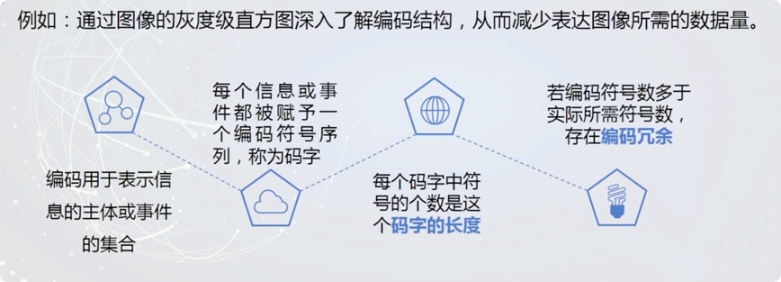 例如：通过图像的灰度级直方图深入了解编码结构，从而减少表达图像所需的数据量。
编码用于表示信
息的主体或事件
的集合
每个信息或事
件都被赋予一
个编码符号序
列，称为码字
每个码字中符
号的个数是这
个码字的长度
若编码符号数多于
实际所需符号数，
存在编码冗余